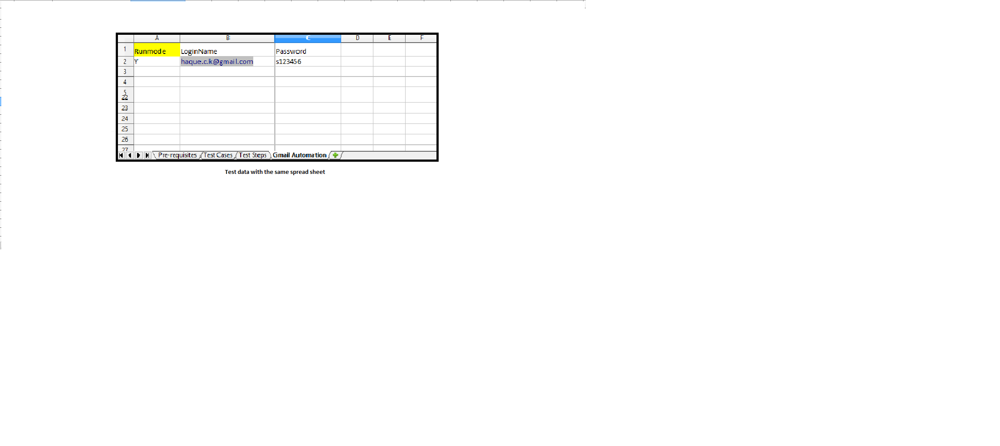 A B C D E F
1 Runmode LoginName Password
2 Y haque.c.k@gmail.com s123456
3
4
5
22
23
24
25
26
27
Pre-requisites Test Cases Test Steps Gmail Automation
Test data with the same spread sheet